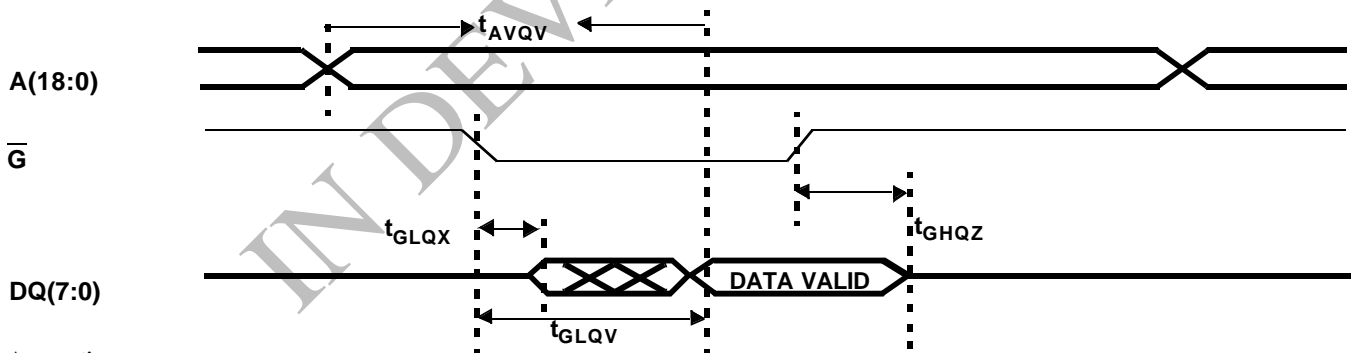 tAVQV
A(18:0)
G
tGLQX
tGHQZ
DQ(7:0)
DATA VALID
tGLQV
IN DEV